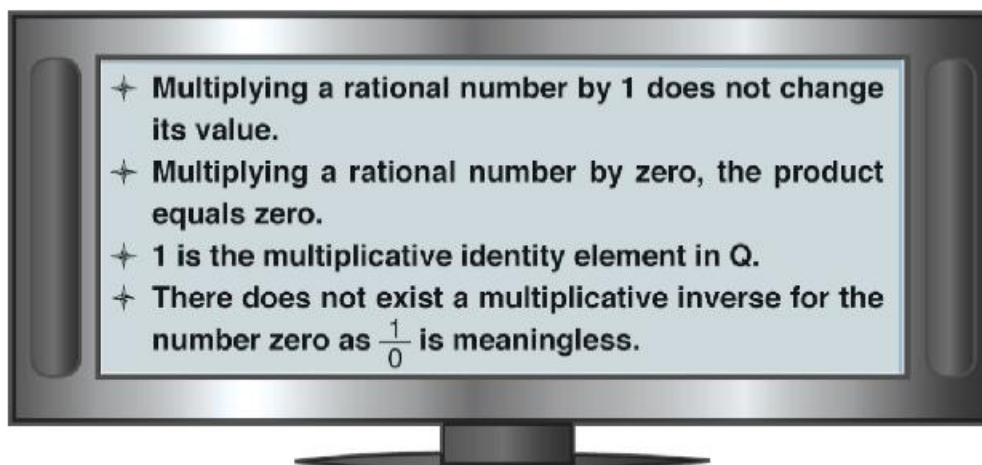 Multiplying a rational number by 1 does not change
its value.
Multiplying a rational number by zero, the product
equals zero.
1 is the multiplicative identity element in Q.
There does not exist a multiplicative inverse for the
number zero as 1/0 is meaningless.